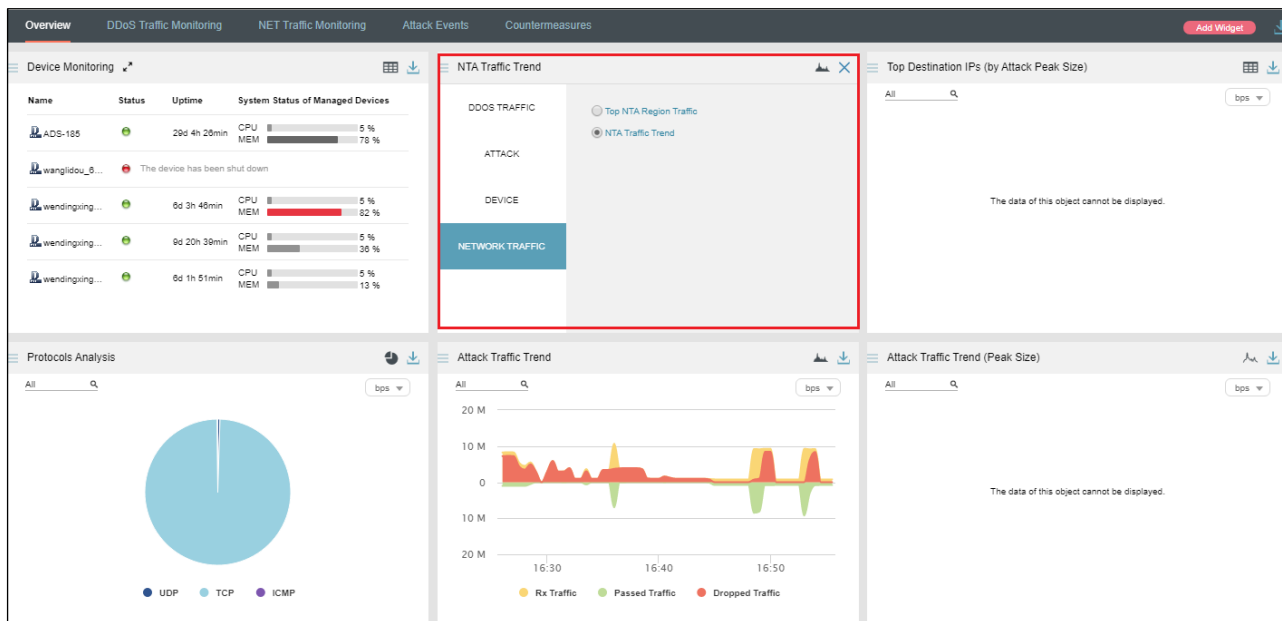 Overview DDoS Traffic Monitoring NET Traffic Monitoring Attack Events Countermeasures Add Widget
Device Monitoring
Name Status Uptime System Status of Managed Devices
ADS-185 29d 4h 26min CPU 5 %
MEM 78 %
wanglidou_6... The device has been shut down
wendingxing... 6d 3h 46min CPU 5 %
MEM 82 %
wendingxing... 9d 20h 39min CPU 5 %
MEM 36 %
wendingxing... 6d 1h 51min CPU 5 %
MEM 13 %
NTA Traffic Trend
DDOS TRAFFIC
ATTACK
DEVICE
NETWORK TRAFFIC
Top NTA Region Traffic
NTA Traffic Trend
Top Destination IPs (by Attack Peak Size)
All bps
The data of this object cannot be displayed.
Protocols Analysis
All bps
UDP TCP ICMP
Attack Traffic Trend
All bps
20 M
10 M
0
10 M
20 M
16:30 16:40 16:50
Rx Traffic Passed Traffic Dropped Traffic
Attack Traffic Trend (Peak Size)
All bps
The data of this object cannot be displayed.